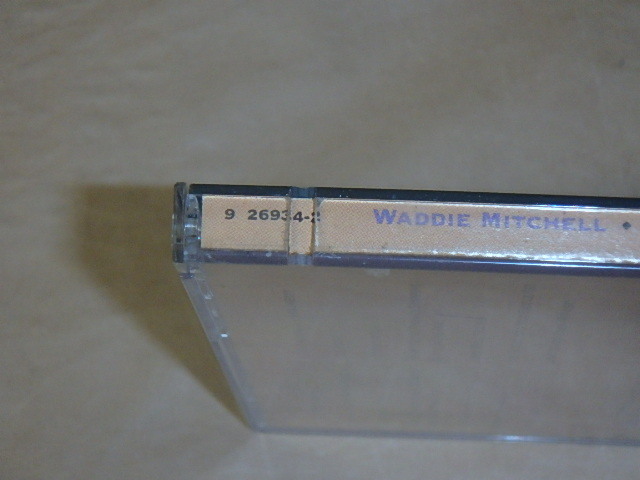 9 26934-2 WADDIE MITCHELL •